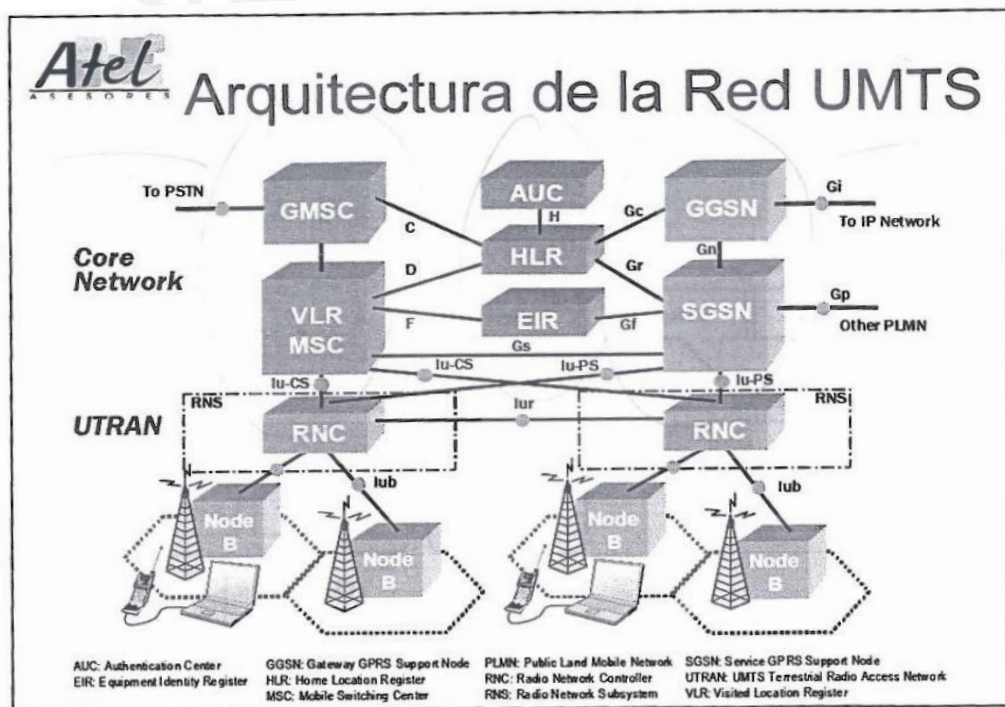 Atel
ASESORES
Arquitectura de la Red UMTS
To PSTN
GMSC
AUC
GGSN
Gi
To IP Network
C
H
Gc
Core
Network
HLR
Gn
D
Gr
VLR
MSC
EIR
SGSN
Gp
Other PLMN
F
Gf
Gs
Iu-CS
Iu-CS
Iu-PS
Iu-PS
RNS
RNS
UTRAN
RNC
Iur
RNC
Iub
Iub
Node
B
Node
B
Node
B
Node
B
AUC: Authentication Center
EIR: Equipment Identity Register
GGSN: Gateway GPRS Support Node
HLR: Home Location Register
MSC: Mobile Switching Center
PLMN: Public Land Mobile Network
RNC: Radio Network Controller
RNS: Radio Network Subsystem
SGSN: Service GPRS Support Node
UTRAN: UMTS Terrestrial Radio Access Network
VLR: Visited Location Register